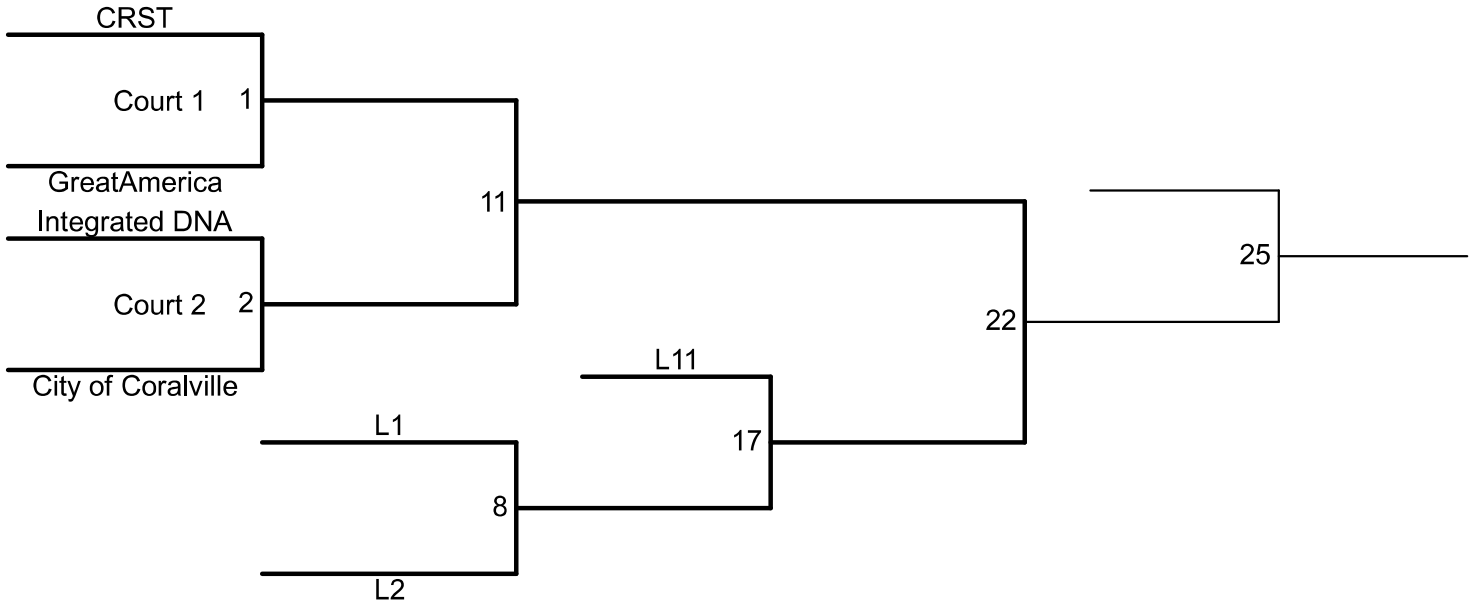 CRST
Court 1 1
GreatAmerica
Integrated DNA
11
25
Court 2 2
22
L11
City of Coralville
L1
17
8
L2